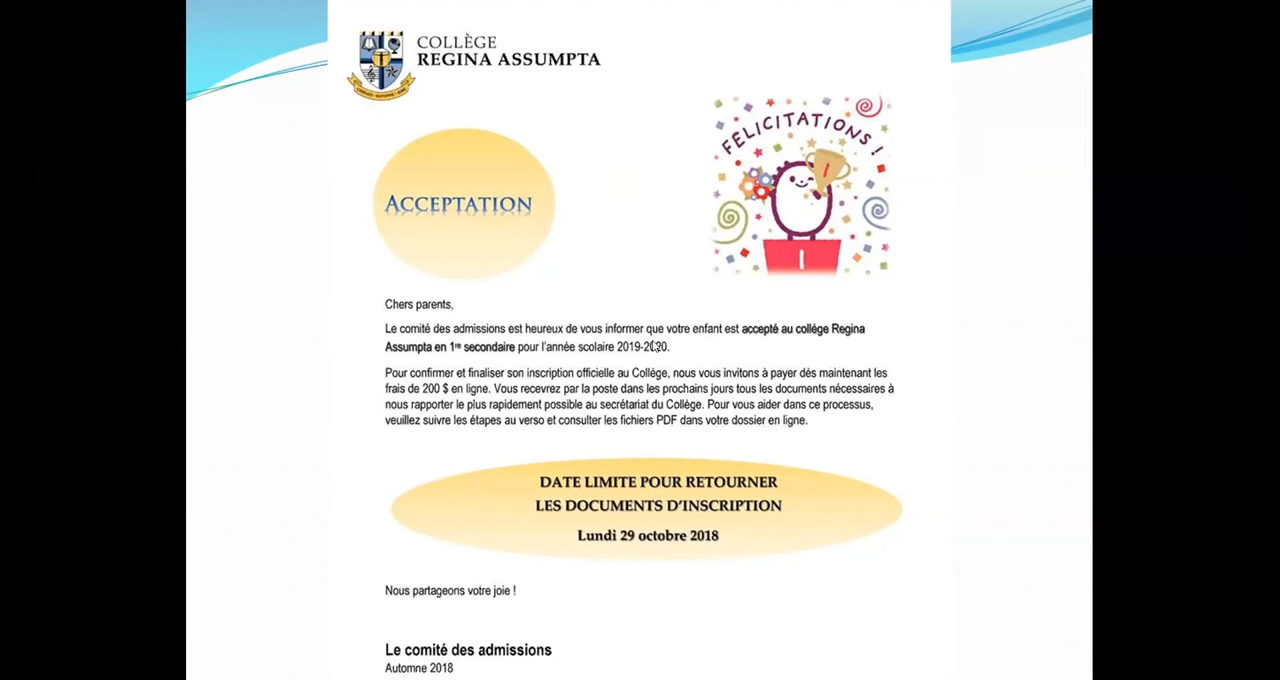 COLLÈGE
REGINA ASSUMPTA
FELICITATIONS !
1
1
ACCEPTATION
Chers parents,
Le comité des admissions est heureux de vous informer que votre enfant est accepté au collège Regina
Assumpta en 1re secondaire pour l'année scolaire 2019-2020.
Pour confirmer et finaliser son inscription officielle au Collège, nous vous invitons à payer dès maintenant les
frais de 200 $ en ligne. Vous recevrez par la poste dans les prochains jours tous les documents nécessaires à
nous rapporter le plus rapidement possible au secrétariat du Collège. Pour vous aider dans ce processus,
veuillez suivre les étapes au verso et consulter les fichiers PDF dans votre dossier en ligne.
DATE LIMITE POUR RETOURNER
LES DOCUMENTS D'INSCRIPTION
Lundi 29 octobre 2018
Nous partageons votre joie !
Le comité des admissions
Automne 2018